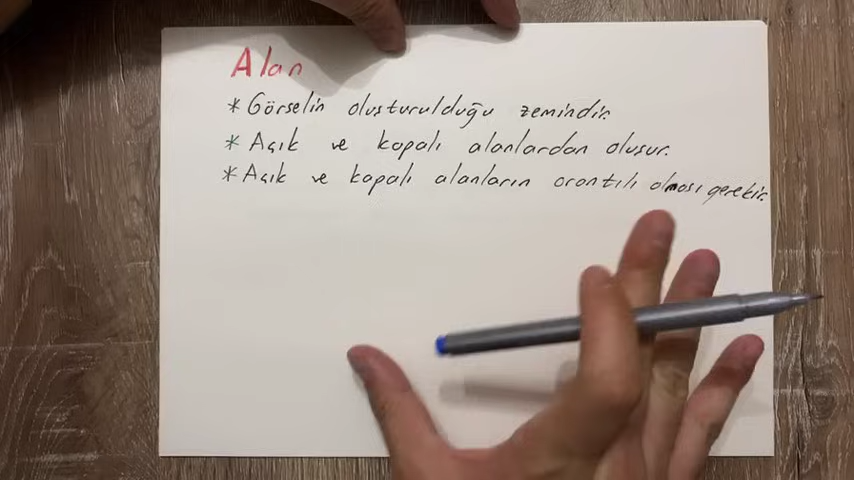 Alan
* Görselin oluşturulduğu zemindir.
* Açık ve kapalı alanlardan oluşur.
* Açık ve kapalı alanların orantılı olması gerekir.